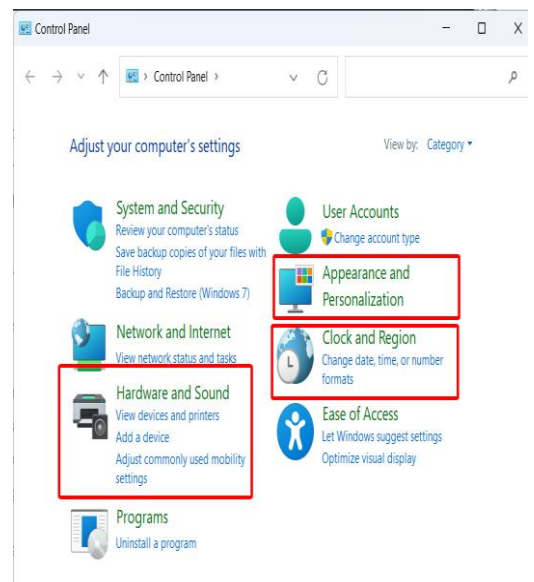 Control Panel
Control Panel
Adjust your computer's settings
View by: Category
System and Security
Review your computer's status
Save backup copies of your files with
File History
Backup and Restore (Windows 7)
Network and Internet
View network status and tasks
Hardware and Sound
View devices and printers
Add a device
Adjust commonly used mobility
settings
Programs
Uninstall a program
User Accounts
Change account type
Appearance and
Personalization
Clock and Region
Change date, time, or number
formats
Ease of Access
Let Windows suggest settings
Optimize visual display